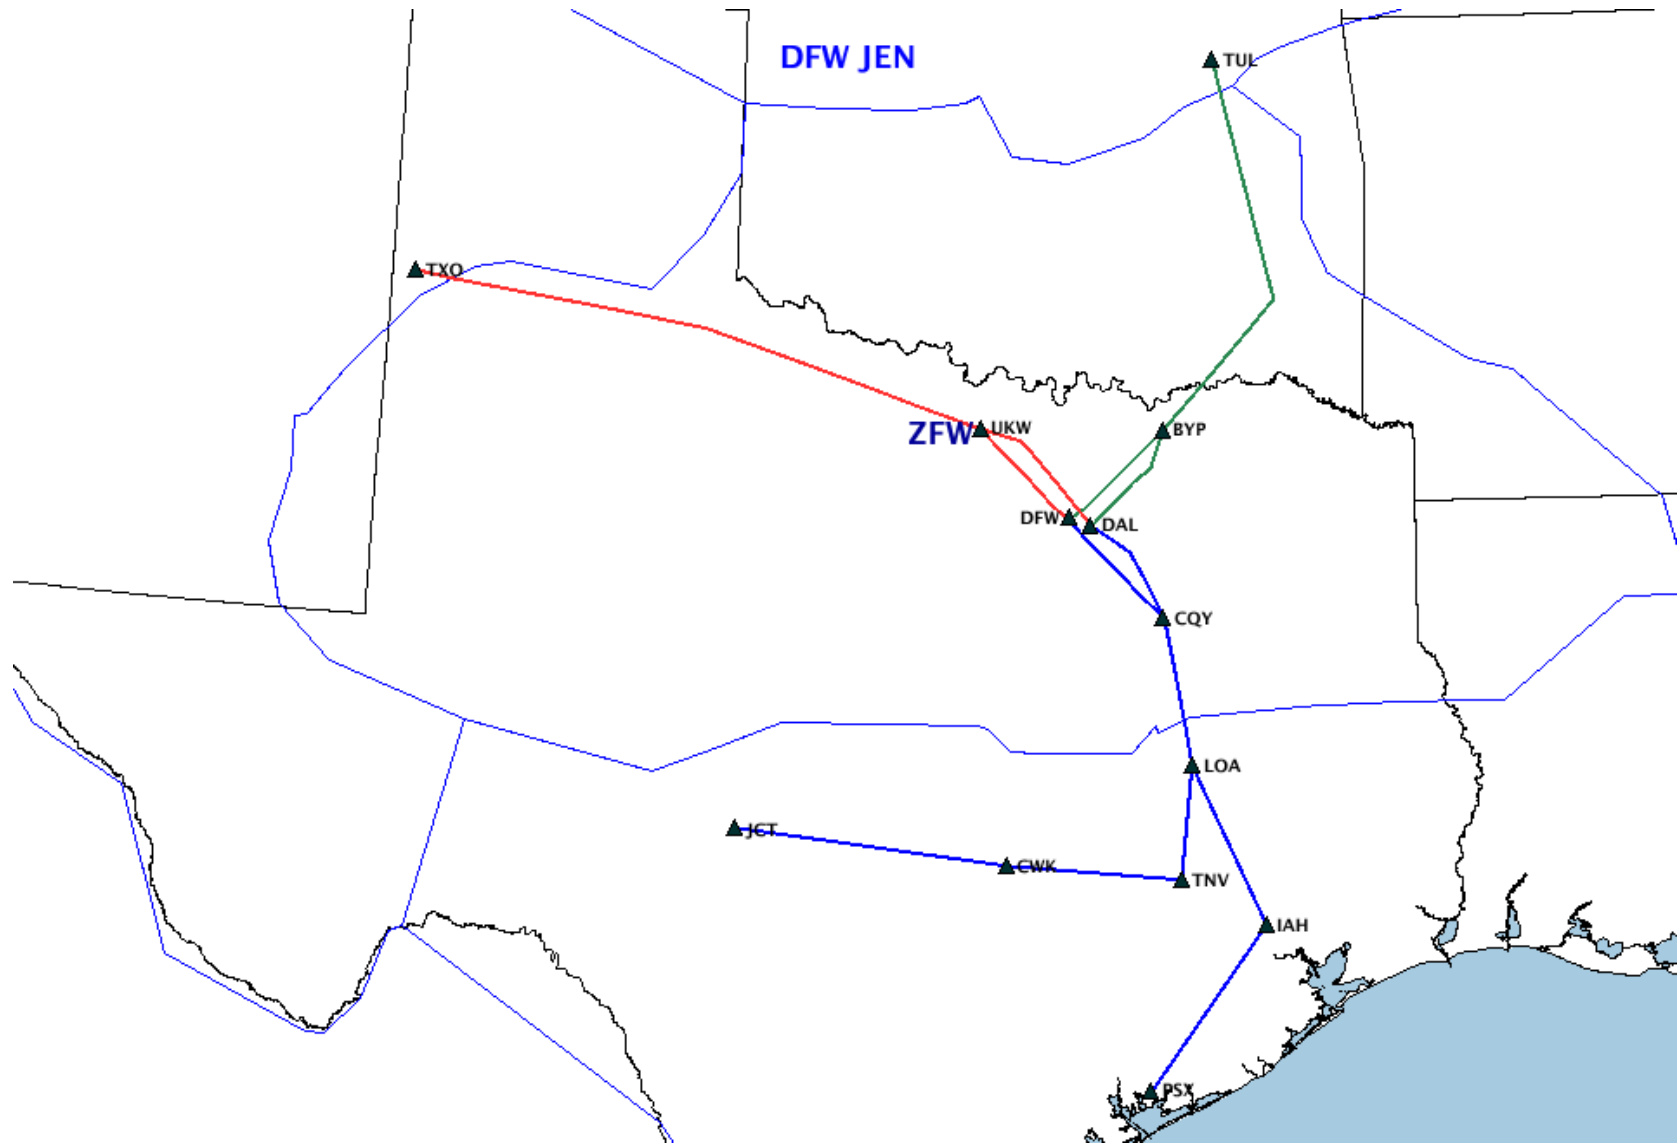 DFW JEN
TUL
TXO
ZFW
UKW
BYP
DFW
DAL
CQY
LOA
JCT
CWK
TNV
IAH
PSX